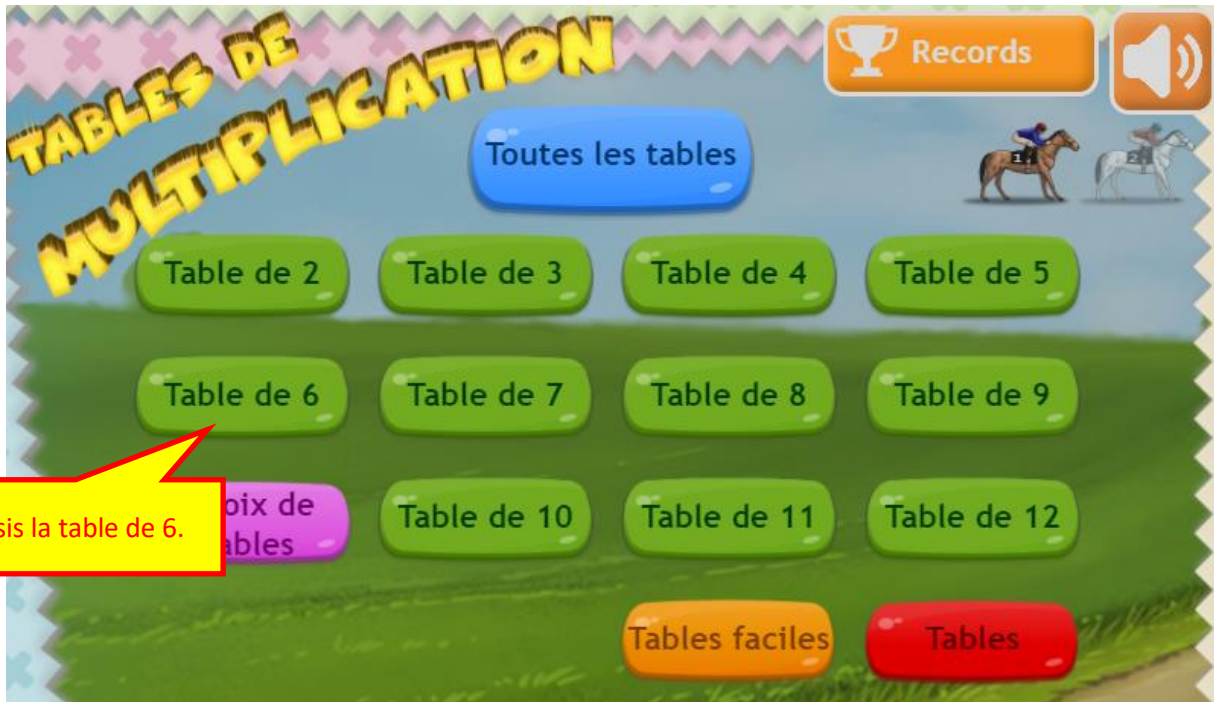 TABLES DE
MULTIPLICATION
Records
Toutes les tables
1
2
Table de 2
Table de 3
Table de 4
Table de 5
Table de 6
Table de 7
Table de 8
Table de 9
sis la table de 6.
oix de
ables
Table de 10
Table de 11
Table de 12
Tables faciles
Tables